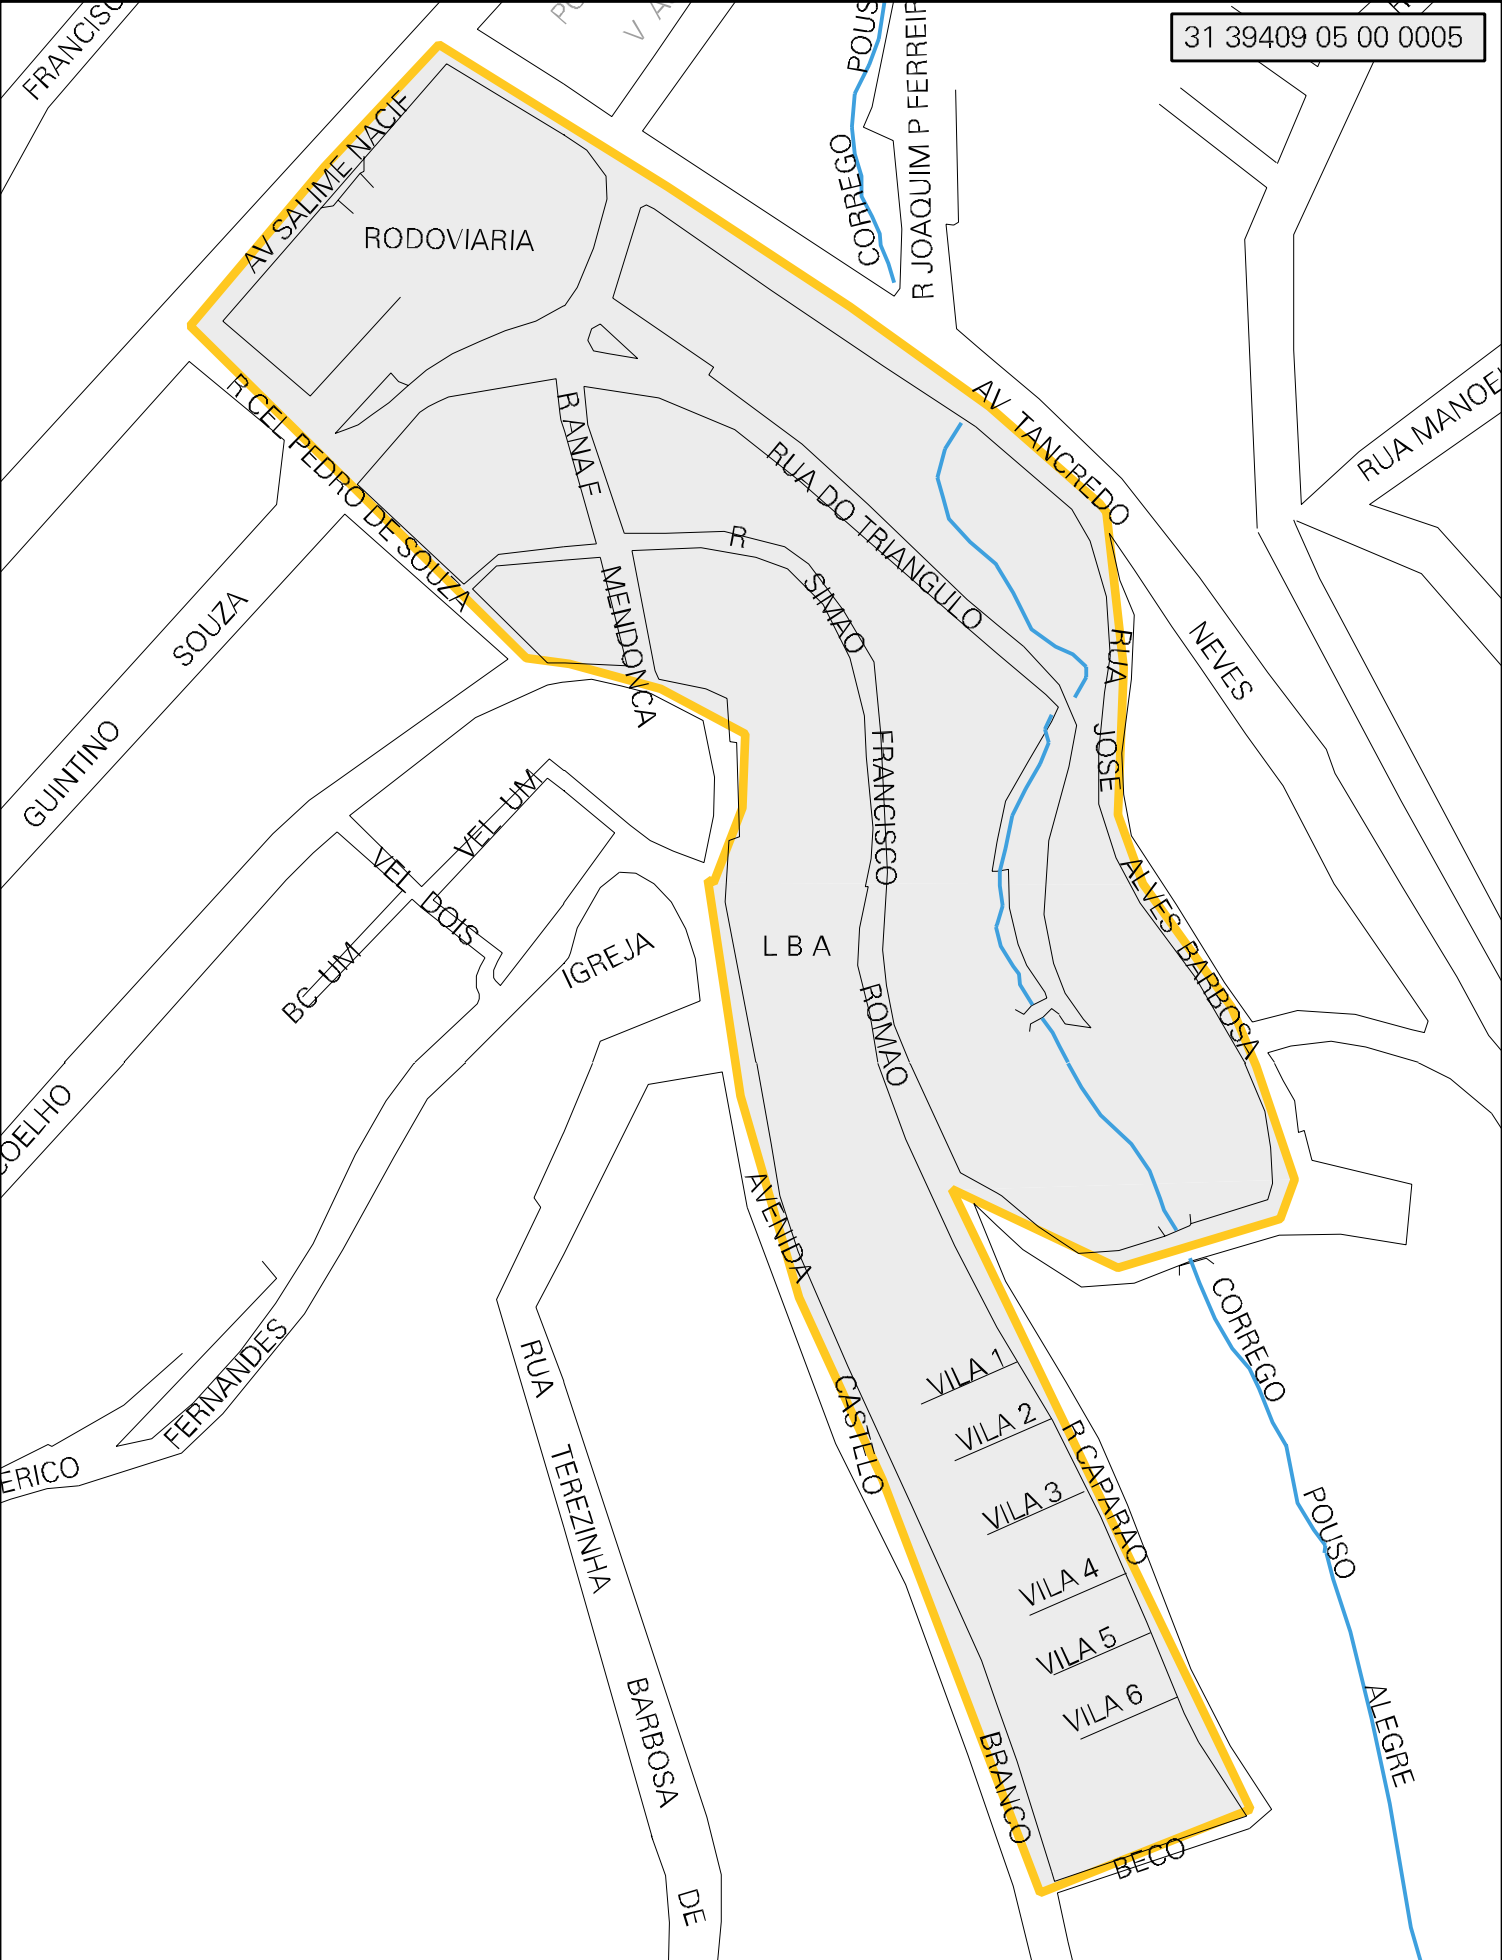 31 39409 05 00 0005
POUS
CORREGO
R JOAQUIM P FERREIR
AV SALIME NACIF
RODOVIARIA
R CEL PEDRO DE SOUZA
R ANA F
MENDONCA
AV TANCREDO
NEVES
RUA MANOEL
RUA DO TRIANGULO
R SIMAO
FRANCISCO
ROMAO
RUA JOSE
ALVES BARBOSA
GUINTINO SOUZA
VEL UM
VEL DOIS
BC UM
IGREJA
L B A
COELHO
ERICO
FERNANDES
AVENIDA
CASTELO
BRANCO
RUA
TEREZINHA
BARBOSA
DE
VILA 1
VILA 2
VILA 3
VILA 4
VILA 5
VILA 6
R CAPARAO
BECO
CORREGO
POUSO
ALEGRE
FRANCISC